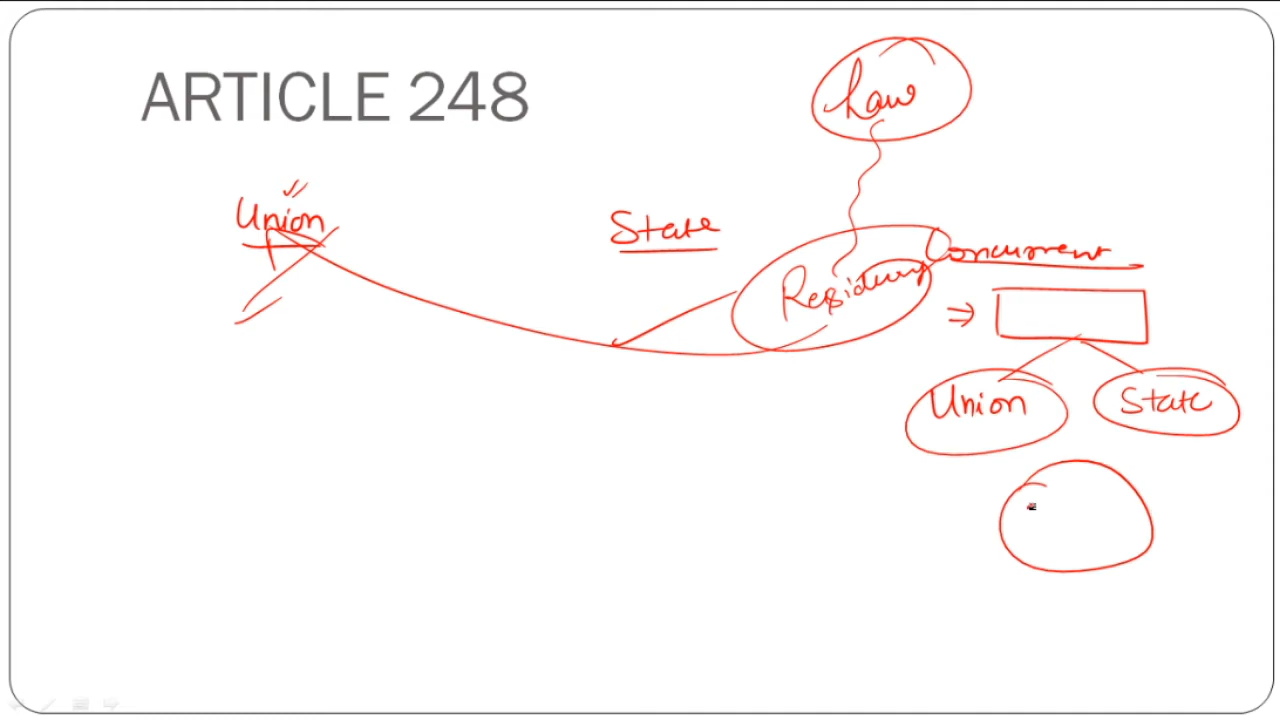 ARTICLE 248
Law
Union
State
Concurrent
Residuary
Union
State